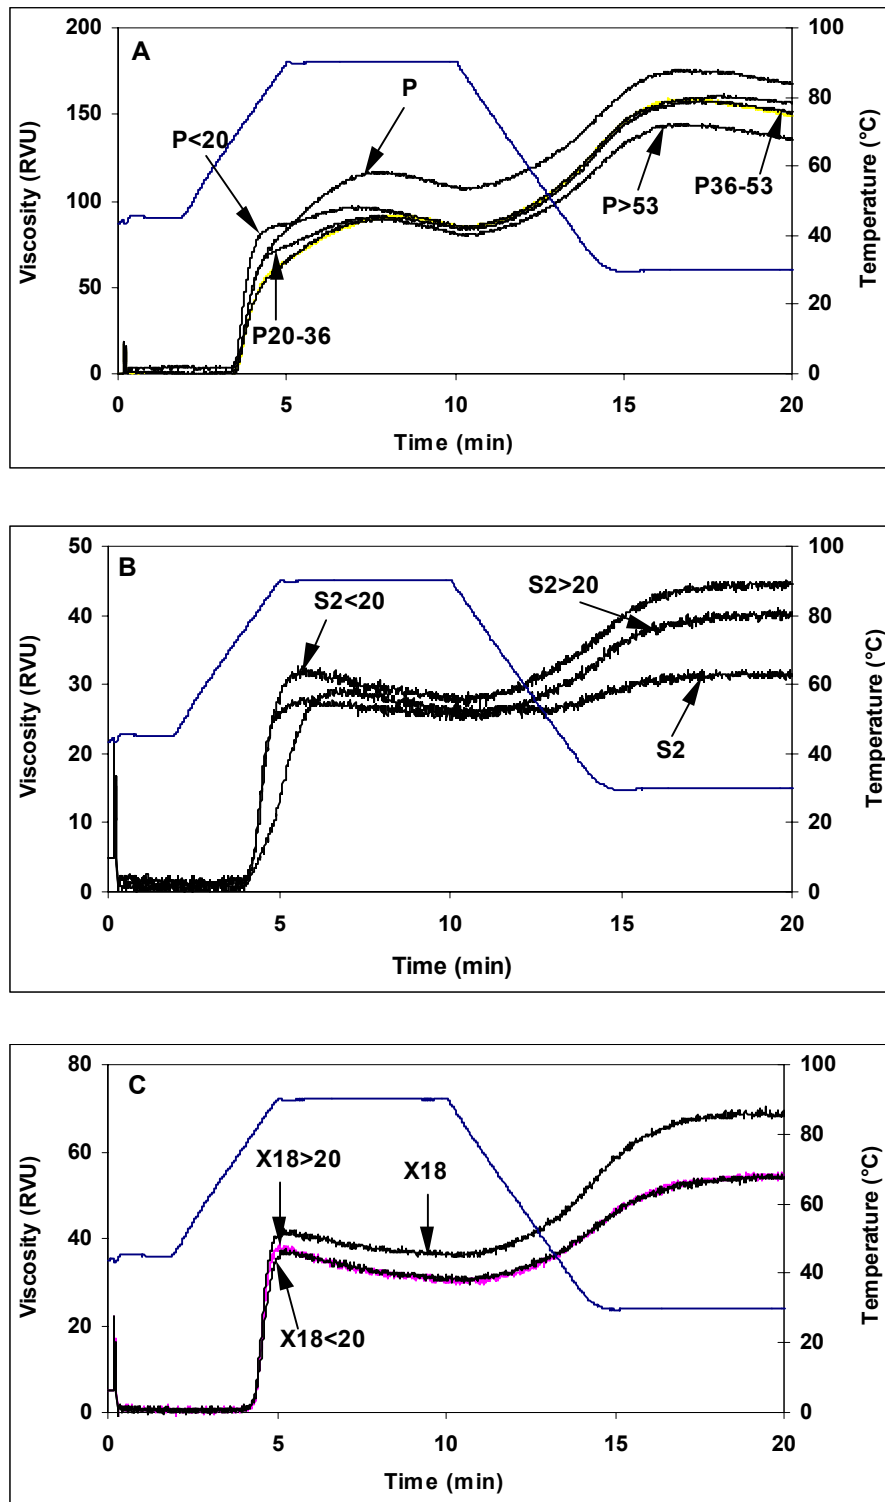 A
200
150
100
50
0
100
80
60
40
20
0
Viscosity (RVU)
Temperature (°C)
P<20
P
P20-36
P>53
P36-53
0 5 10 15 20
Time (min)
B
50
40
30
20
10
0
100
80
60
40
20
0
Viscosity (RVU)
Temperature (°C)
S2<20
S2>20
S2
0 5 10 15 20
Time (min)
C
80
60
40
20
0
100
80
60
40
20
0
Viscosity (RVU)
Temperature (°C)
X18>20
X18
X18<20
0 5 10 15 20
Time (min)